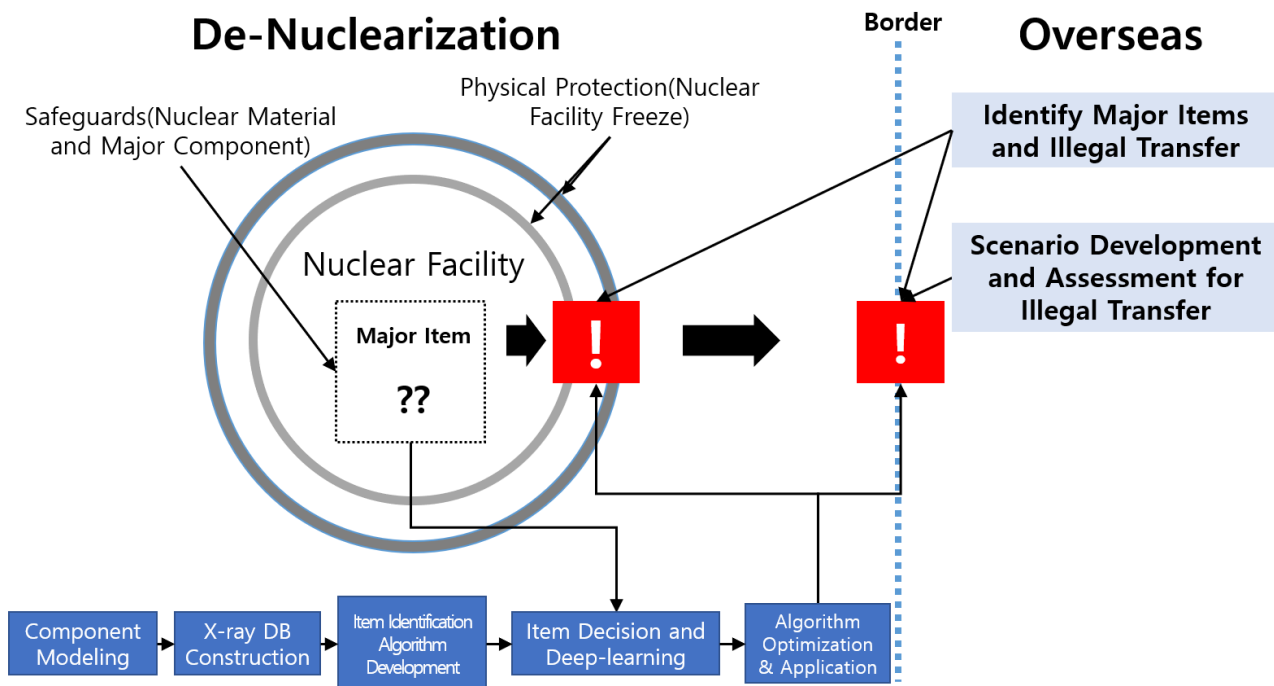 De-Nuclearization
Border
Overseas
Safeguards(Nuclear Material
and Major Component)
Physical Protection(Nuclear
Facility Freeze)
Identify Major Items
and Illegal Transfer
Scenario Development
and Assessment for
Illegal Transfer
Nuclear Facility
Major Item
??
!
!
Component
Modeling
X-ray DB
Construction
Item Identification
Algorithm
Development
Item Decision and
Deep-learning
Algorithm
Optimization
& Application